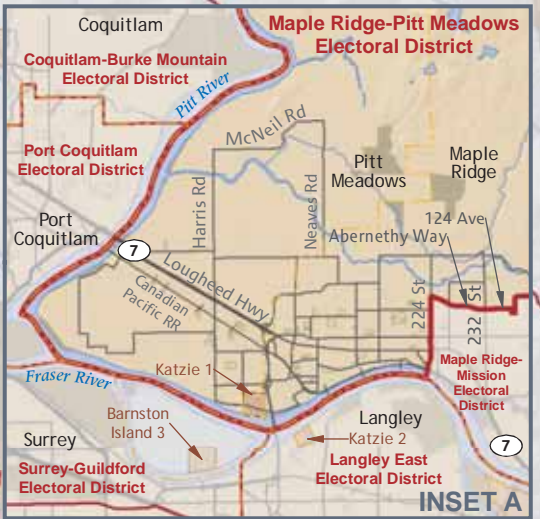 Coquitlam
Maple Ridge-Pitt Meadows
Electoral District
Coquitlam-Burke Mountain
Electoral District
Pitt River
McNeil Rd
Port Coquitlam
Electoral District
Pitt
Meadows
Maple
Ridge
Harris Rd
Neaves Rd
124 Ave
Abernethy Way
Port
Coquitlam
7
Lougheed Hwy
Canadian
Pacific RR
224 St
232 St
Maple Ridge-
Mission
Electoral
District
Fraser River
Katzie 1
Barnston
Island 3
Langley
Katzie 2
7
Surrey
Surrey-Guildford
Electoral District
Langley East
Electoral District
INSET A